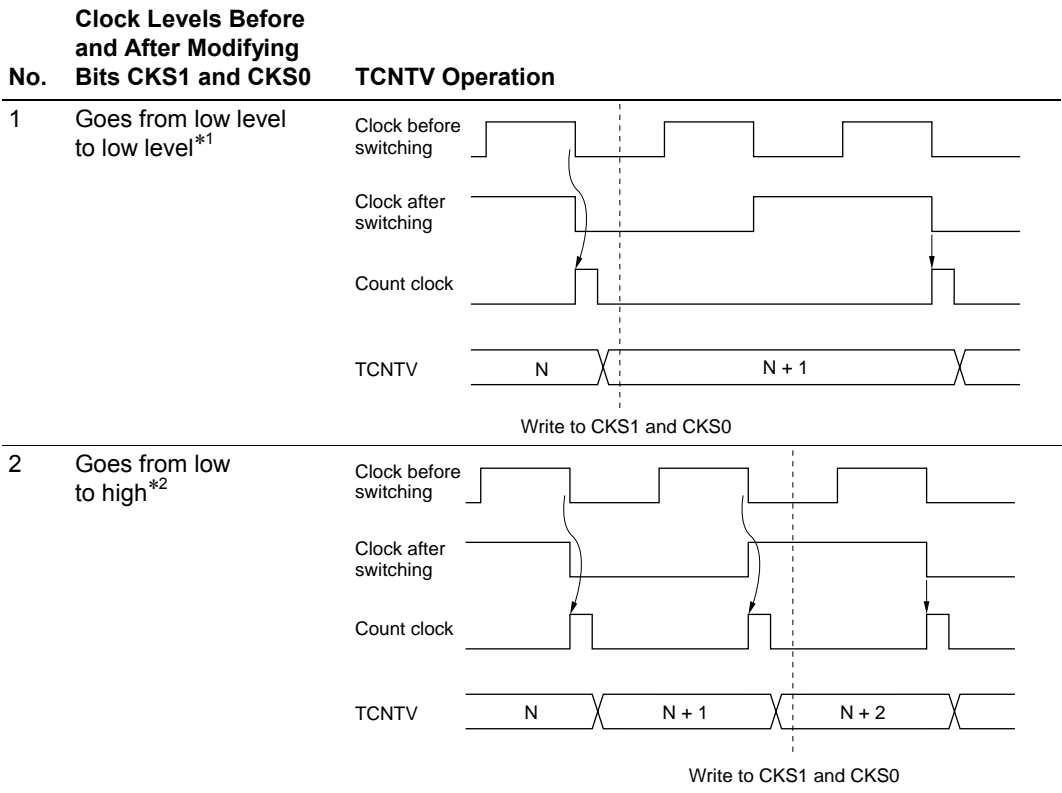 Clock Levels Before
and After Modifying
No. Bits CKS1 and CKS0 TCNTV Operation
1 Goes from low level
to low level*1
Clock before
switching
Clock after
switching
Count clock
TCNTV N N + 1
Write to CKS1 and CKS0
2 Goes from low
to high*2
Clock before
switching
Clock after
switching
Count clock
TCNTV N N + 1 N + 2
Write to CKS1 and CKS0